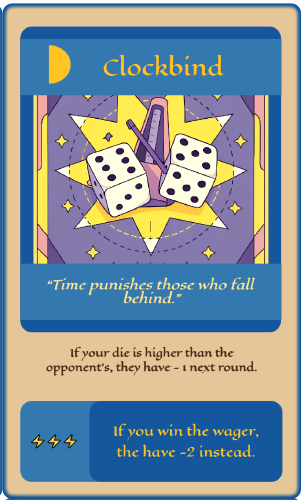 Clockbind
“Time punishes those who fall
behind.”
If your die is higher than the
opponent's, they have - 1 next round.
If you win the wager,
the have -2 instead.